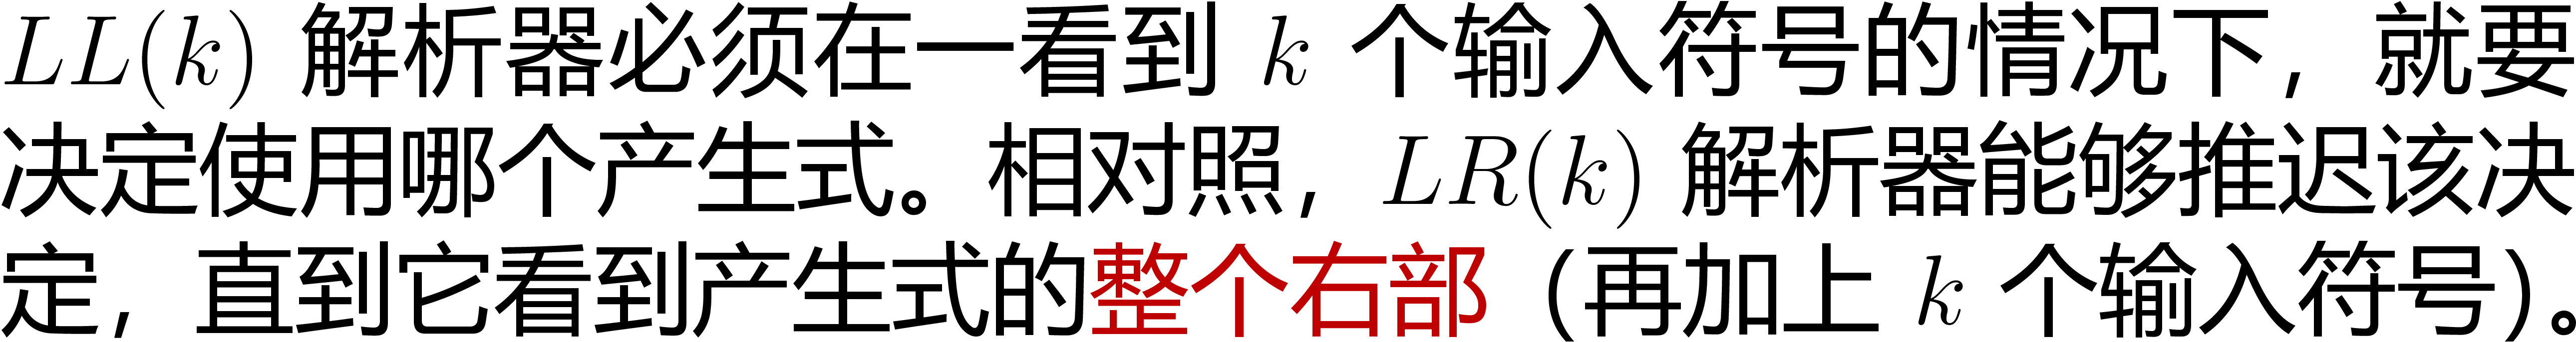 LL(k) 解析器必须在一看到 k 个输入符号的情况下，就要
决定使用哪个产生式。相对照，LR(k) 解析器能够推迟该决
定，直到它看到产生式的整个右部（再加上 k 个输入符号)。